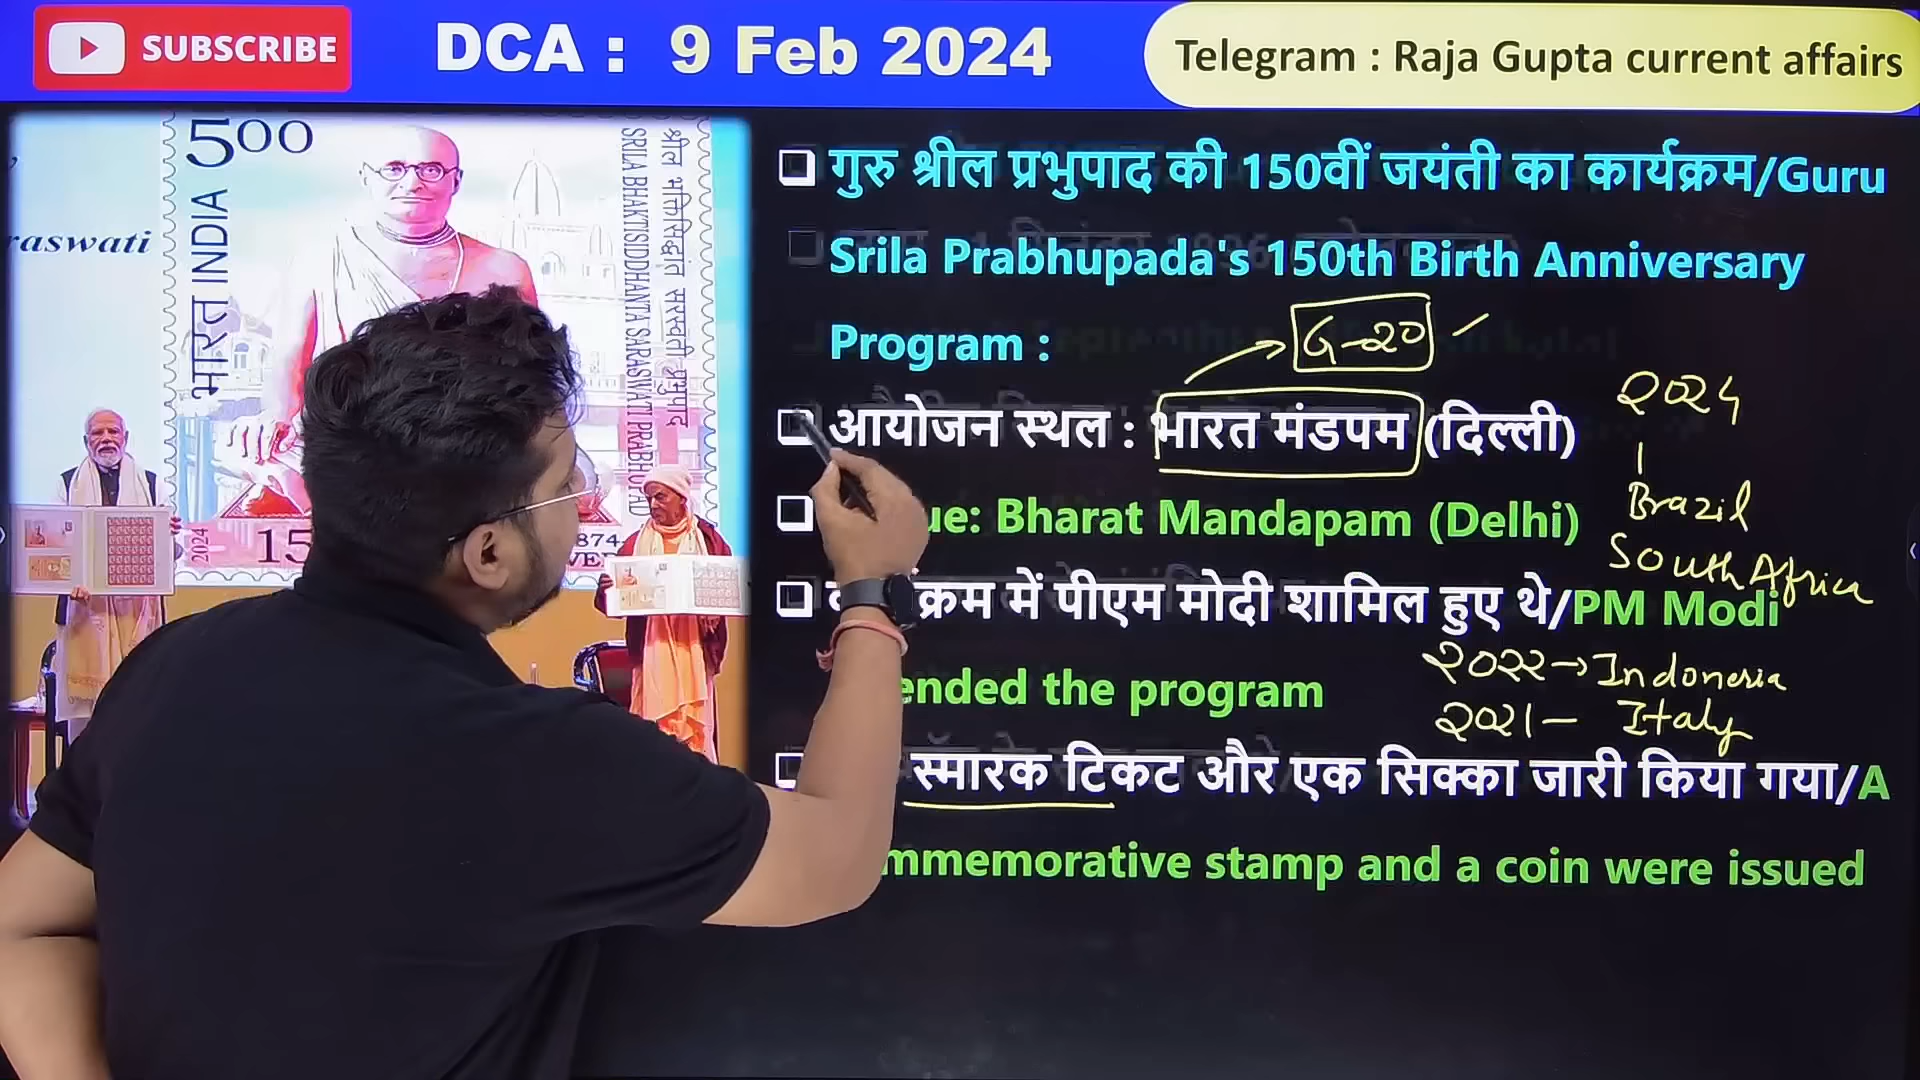 SUBSCRIBE
DCA : 9 Feb 2024
Telegram : Raja Gupta current affairs
500
भारत INDIA
श्रील भक्तिसिद्धांत सरस्वती प्रभुपाद
SRILA BHAKTISIDDHANTA SARASWATI PRABHUPAD
raswati
2024
15
874-
गुरु श्रील प्रभुपाद की 150वीं जयंती का कार्यक्रम/Guru
Srila Prabhupada's 150th Birth Anniversary
Program :
G-20
आयोजन स्थल : भारत मंडपम (दिल्ली)
2024
ue: Bharat Mandapam (Delhi)
Brazil
South Africa
क्रम में पीएम मोदी शामिल हुए थे/PM Modi
ended the program
2022→Indonesia
2021– Italy
स्मारक टिकट और एक सिक्का जारी किया गया/A
mmemorative stamp and a coin were issued